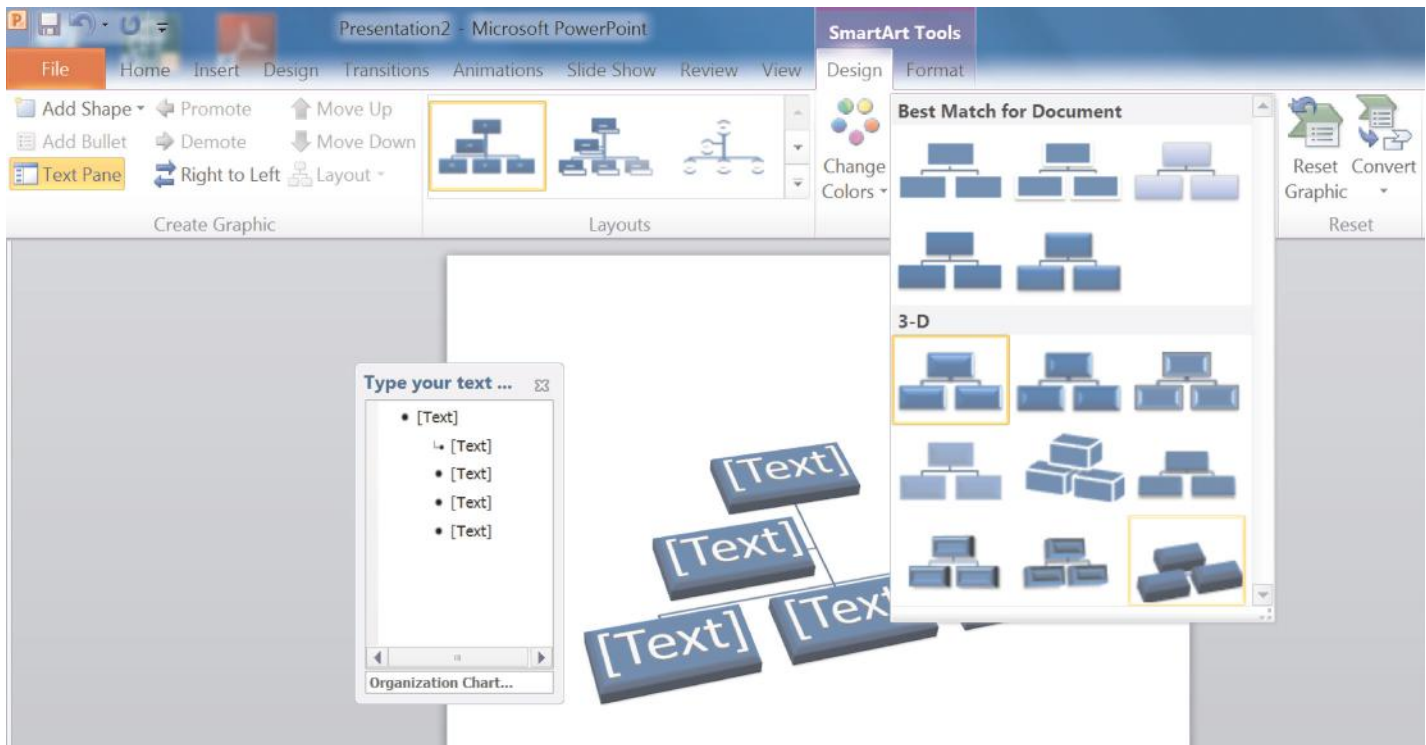 P
Presentation2 - Microsoft PowerPoint
SmartArt Tools
File Home Insert Design Transitions Animations Slide Show Review View Design Format
Add Shape Promote Move Up
Add Bullet Demote Move Down
Text Pane Right to Left Layout
Create Graphic
Layouts
Change
Colors
Best Match for Document
3-D
Reset
Graphic
Convert
Reset
Type your text ...
[Text]
[Text]
[Text]
[Text]
[Text]
Organization Chart...
[Text]
[Text]
[Text]
[Tex